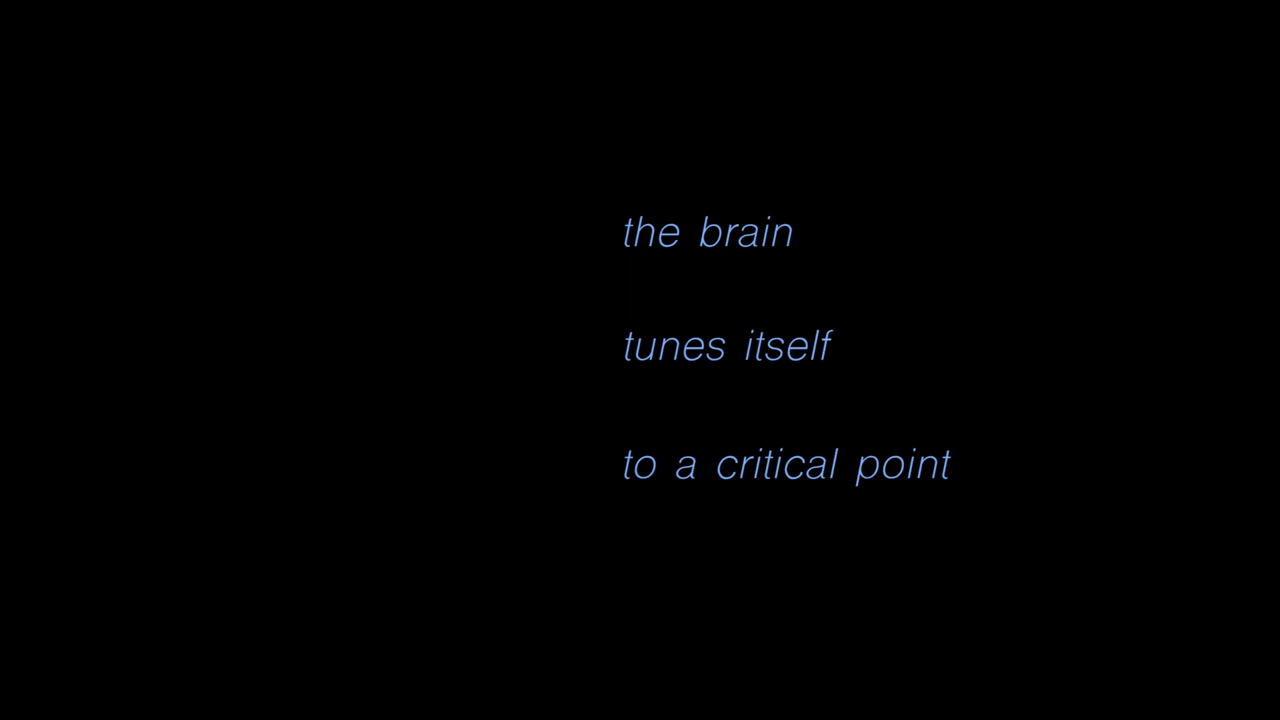 the brain
tunes itself
to a critical point